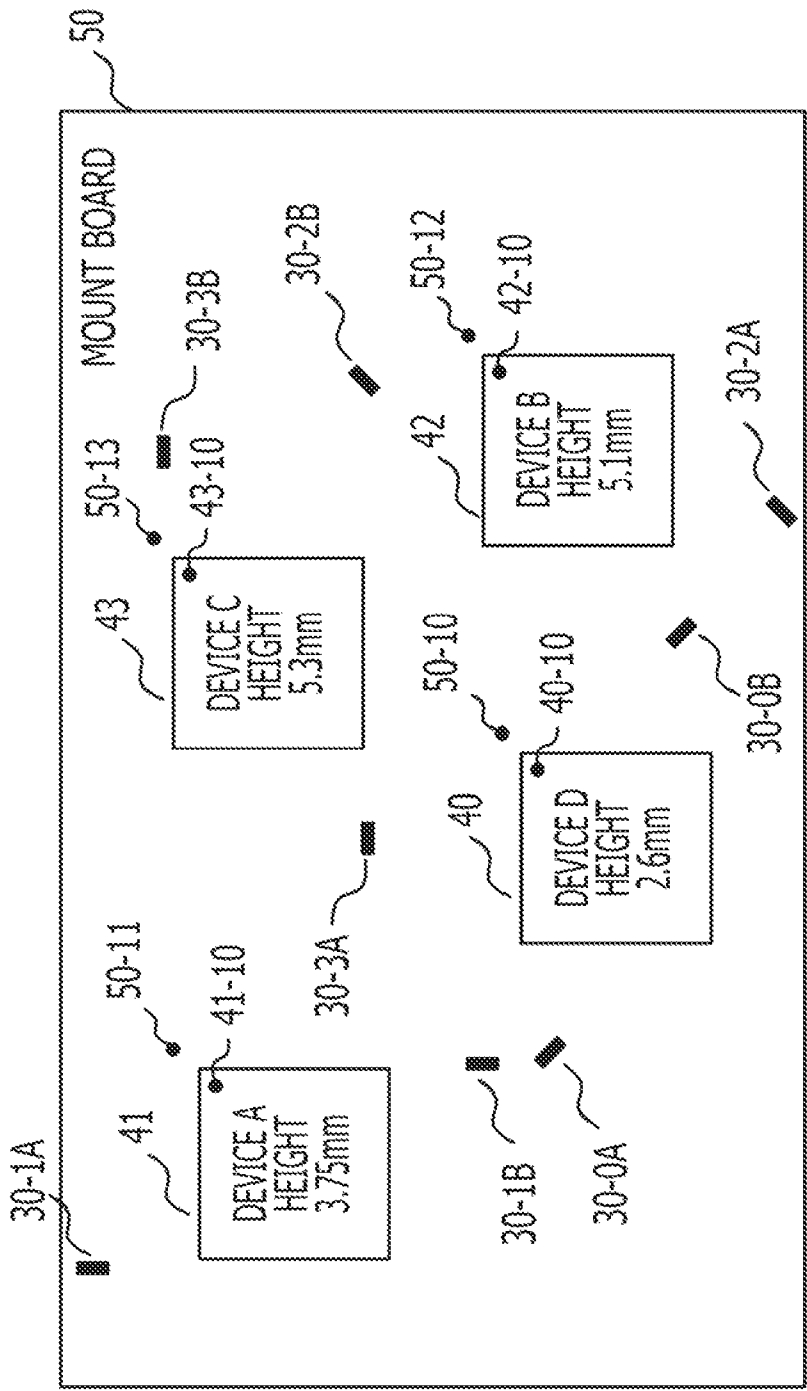 30-1A
50
MOUNT BOARD
50-13
43
50-11
41
30-3B
43-10
DEVICE C
HEIGHT
5.3mm
41-10
DEVICE A
HEIGHT
3.75mm
30-2B
30-3A
50-12
42
50-10
40
42-10
30-1B
DEVICE B
HEIGHT
5.1mm
40-10
DEVICE D
HEIGHT
2.6mm
30-0A
30-2A
30-0B